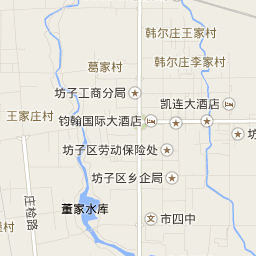 韩尔庄王家村
葛家村
韩尔庄李家村
坊子工商分局
凯连大酒店
王家庄村
钧翰国际大酒店
坊子区劳动保险处
坊子区乡企局
庄检路
董家水库
市四中